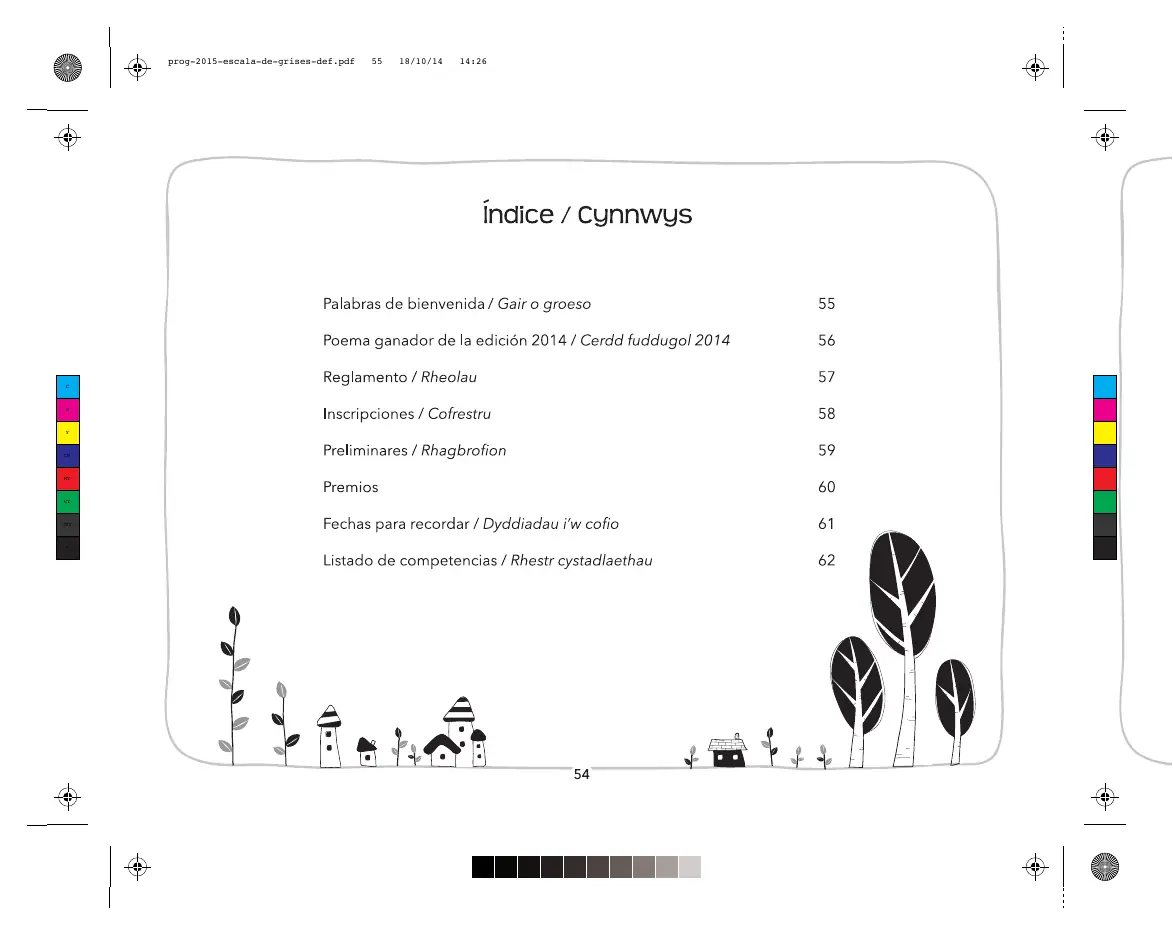 prog-2015-escala-de-grises-def.pdf 55 18/10/14 14:26
Índice / Cynnwys
Palabras de bienvenida / Gair o groeso 55
Poema ganador de la edición 2014 / Cerdd fuddugol 2014 56
Reglamento / Rheolau 57
Inscripciones / Cofrestru 58
Preliminares / Rhagbrofion 59
Premios 60
Fechas para recordar / Dyddiadau i’w cofio 61
Listado de competencias / Rhestr cystadlaethau 62
54